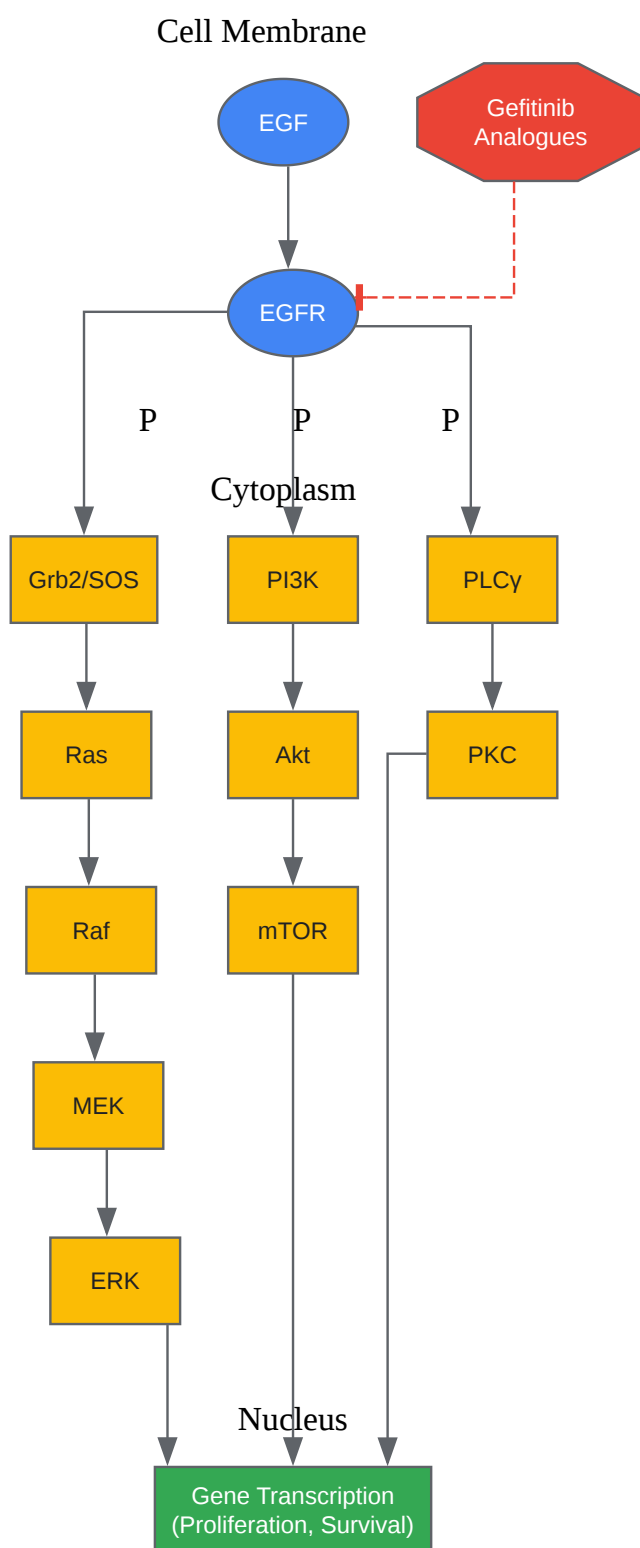 Cell Membrane
EGF
Gefitinib
Analogues
EGFR
P
P
P
Cytoplasm
Grb2/SOS
PI3K
PLCγ
Ras
Akt
PKC
Raf
mTOR
MEK
ERK
Nucleus
Gene Transcription
(Proliferation, Survival)